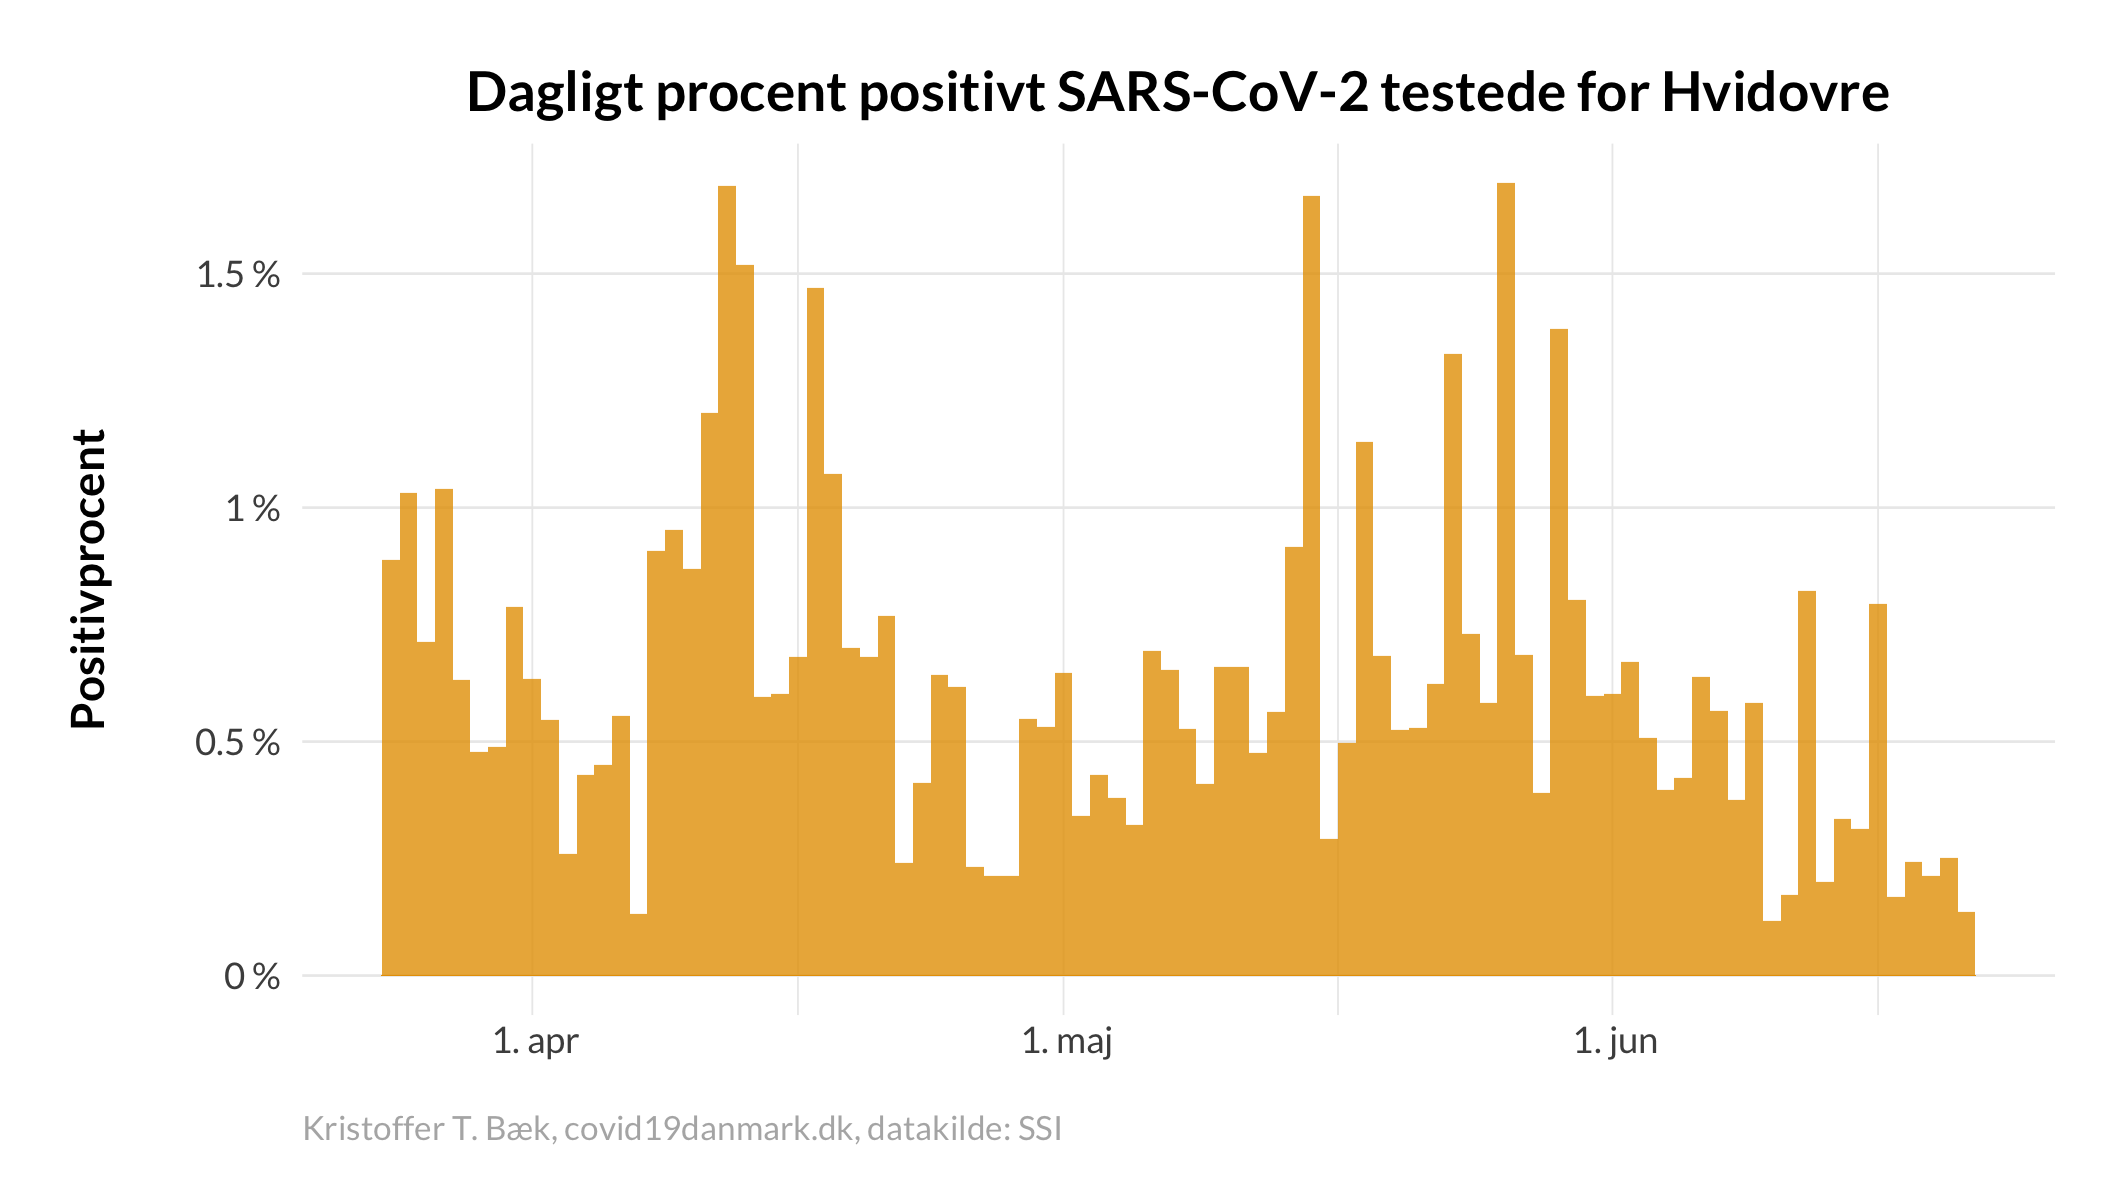 Dagligt procent positivt SARS-CoV-2 testede for Hvidovre
Positivprocent
1.5 %
1 %
0.5 %
0 %
1. apr
1. maj
1. jun
Kristoffer T. Bæk, covid19danmark.dk, datakilde: SSI